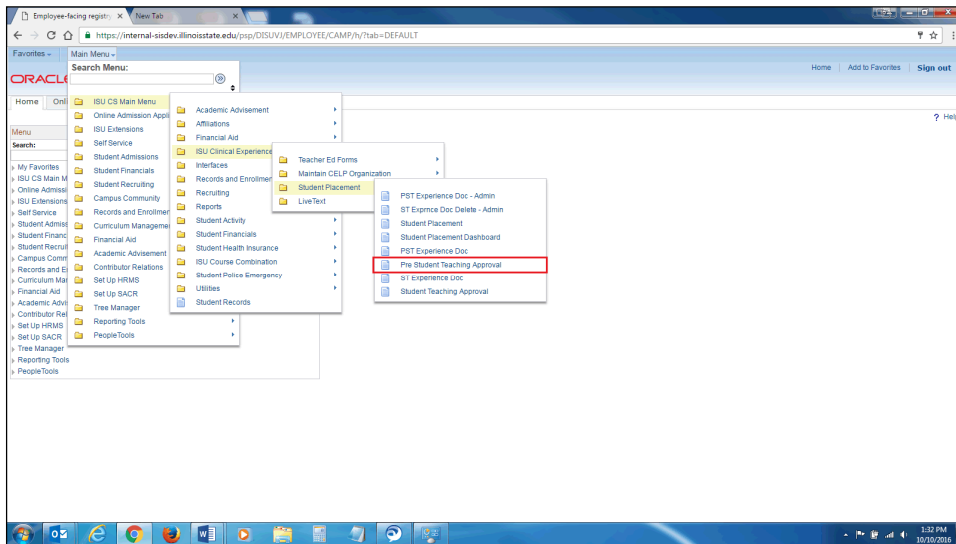 Employee-facing registry
New Tab
https://internal-sisdev.illinoisstate.edu/psp/DISUVJ/EMPLOYEE/CAMP/h/?tab=DEFAULT
Favorites
Main Menu
Search Menu:
Home
Add to Favorites
Sign out
ORACLE
Home
Onli
Help
Menu
Search:
My Favorites
ISU CS Main M
Online Admissi
ISU Extensions
Self Service
Student Admiss
Student Financ
Student Recruit
Campus Comm
Records and E
Curriculum Mar
Financial Aid
Academic Advi
Contributor Rel
Set Up HRMS
Set Up SACR
Tree Manager
Reporting Tools
PeopleTools
ISU CS Main Menu
Online Admission Appli
ISU Extensions
Self Service
Student Admissions
Student Financials
Student Recruiting
Campus Community
Records and Enrollmen
Curriculum Manageme
Financial Aid
Academic Advisement
Contributor Relations
Set Up HRMS
Set Up SACR
Tree Manager
Reporting Tools
PeopleTools
Academic Advisement
Affiliations
Financial Aid
ISU Clinical Experience
Interfaces
Records and Enrollmen
Recruiting
Reports
Student Activity
Student Financials
Student Health Insurance
ISU Course Combination
Student Police Emergency
Utilities
Student Records
Teacher Ed Forms
Maintain CELP Organization
Student Placement
LiveText
PST Experience Doc - Admin
ST Exprnce Doc Delete - Admin
Student Placement
Student Placement Dashboard
PST Experience Doc
Pre Student Teaching Approval
ST Experience Doc
Student Teaching Approval
1:32 PM
10/10/2016